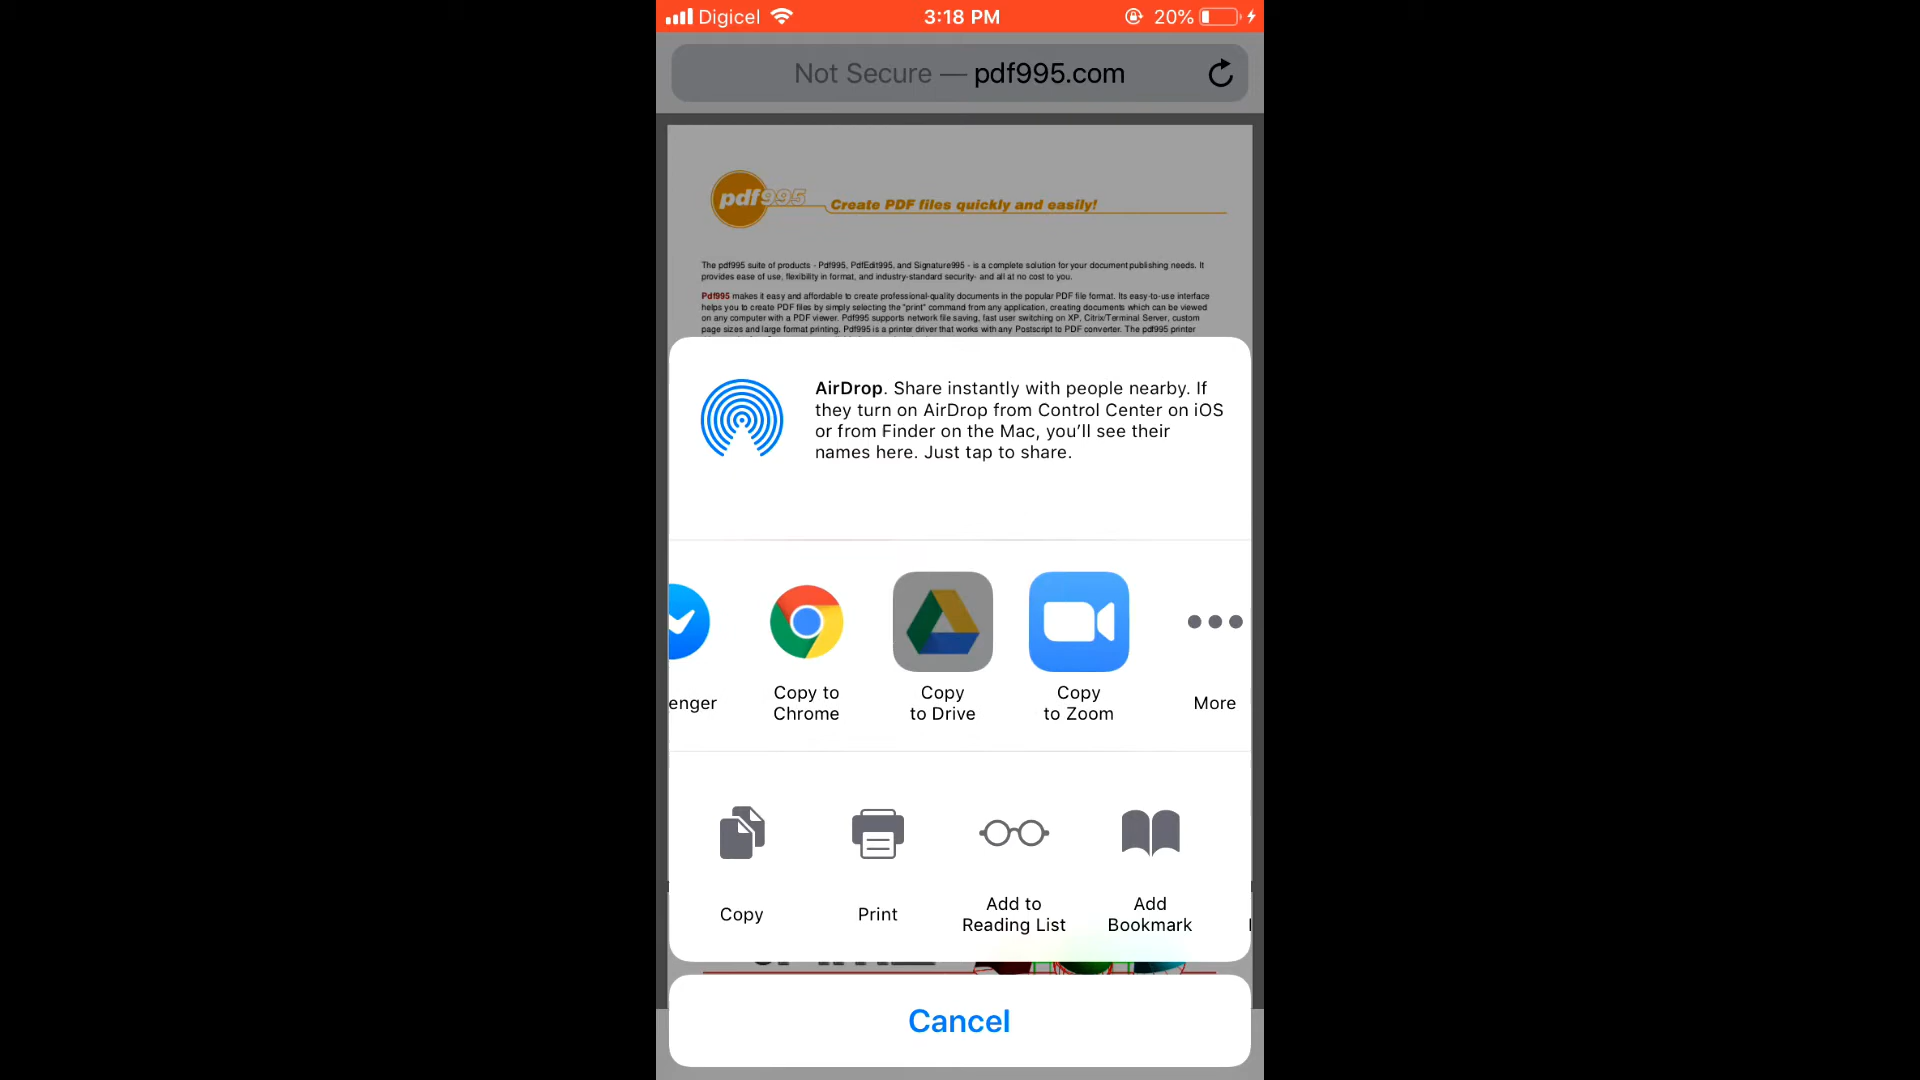 Digicel 3:18 PM 20%
Not Secure — pdf995.com
pdf995 Create PDF files quickly and easily!
The pdf995 suite of products - Pdf995, PdfEdit995, and Signature995 - is a complete solution for your document publishing needs. It
provides ease of use, flexibility in format, and industry-standard security- and all at no cost to you.
Pdf995 makes it easy and affordable to create professional-quality documents in the popular PDF file format. Its easy-to-use interface
helps you to create PDF files by simply selecting the "print" command from any application, creating documents which can be viewed
on any computer with a PDF viewer. Pdf995 supports network file saving, fast user switching on XP, Citrix/Terminal Server, custom
page sizes and large format printing. Pdf995 is a printer driver that works with any Postscript to PDF converter. The pdf995 printer
AirDrop. Share instantly with people nearby. If
they turn on AirDrop from Control Center on iOS
or from Finder on the Mac, you'll see their
names here. Just tap to share.
enger
Copy to
Chrome
Copy
to Drive
Copy
to Zoom
More
Copy
Print
Add to
Reading List
Add
Bookmark
Cancel